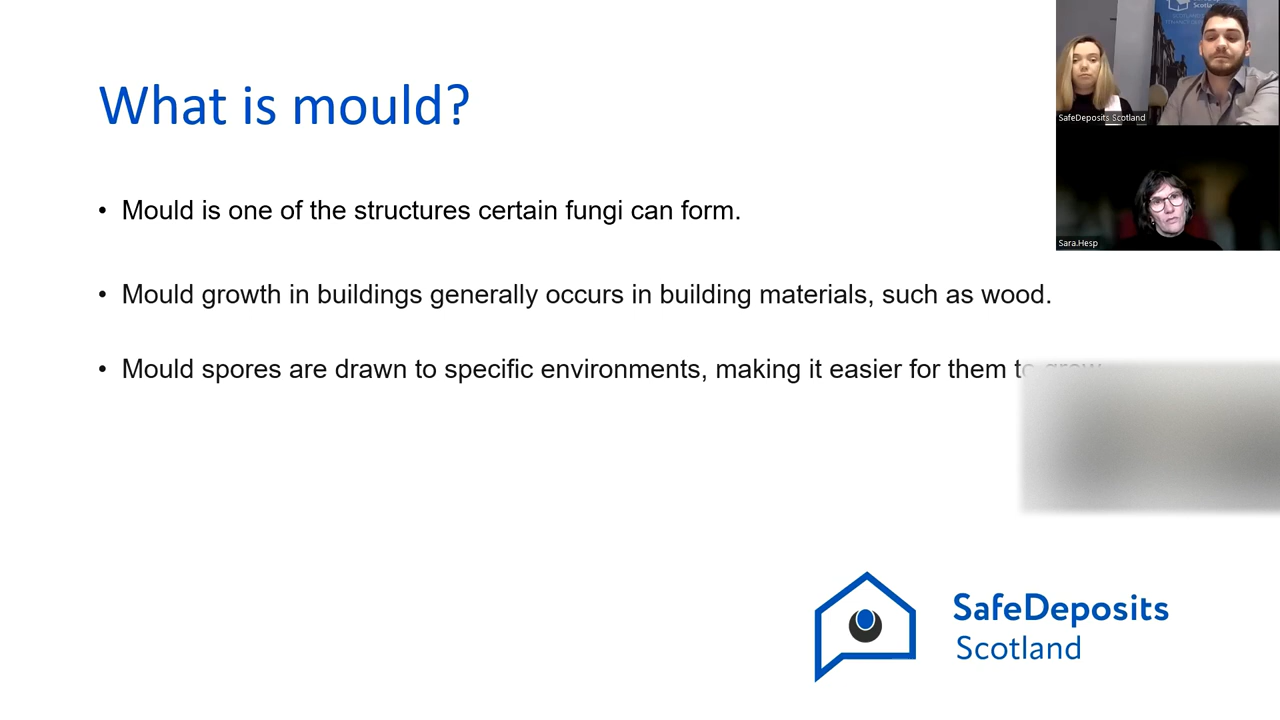 What is mould?
• Mould is one of the structures certain fungi can form.
• Mould growth in buildings generally occurs in building materials, such as wood.
• Mould spores are drawn to specific environments, making it easier for them to grow
SafeDeposits Scotland
Sara.Hesp
SafeDeposits
Scotland